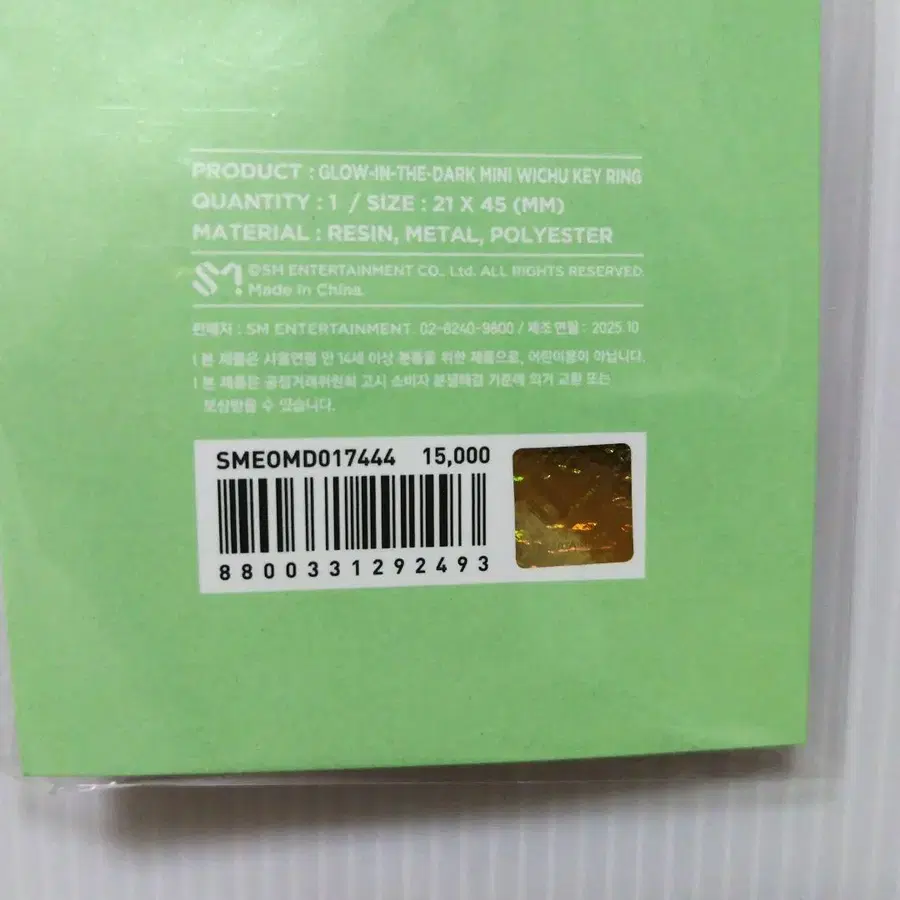 PRODUCT : GLOW-IN-THE-DARK MINI WICHU KEY RING
QUANTITY : 1 / SIZE : 21 X 45 (MM)
MATERIAL : RESIN, METAL, POLYESTER
SM. ©SM ENTERTAINMENT CO., Ltd. ALL RIGHTS RESERVED.
Made In China.
판매자 : SM ENTERTAINMENT 02-6240-9800 / 제조연월 : 2025.10
| 본 제품은 사용연령 만 14세 이상 분들을 위한 제품으로, 어린이용이 아닙니다.
| 본 제품은 공정거래위원회 고시 소비자 분쟁해결 기준에 의거 교환 또는
보상받을 수 있습니다.
SMEOMD017444 15,000
8800331292493